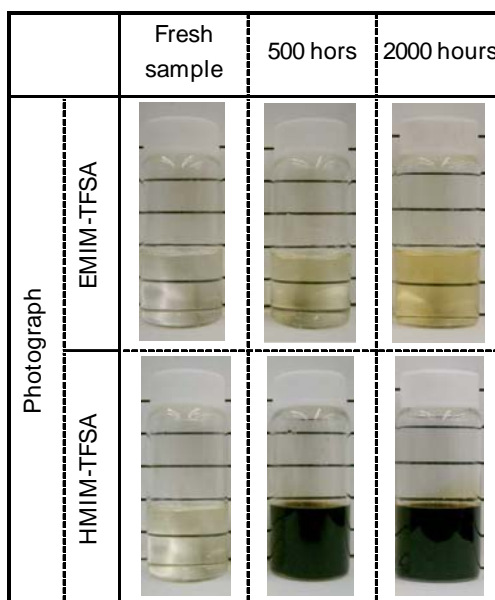 Fresh
sample
500 hors
2000 hours
Photograph
EMIM-TFSA
HMIM-TFSA